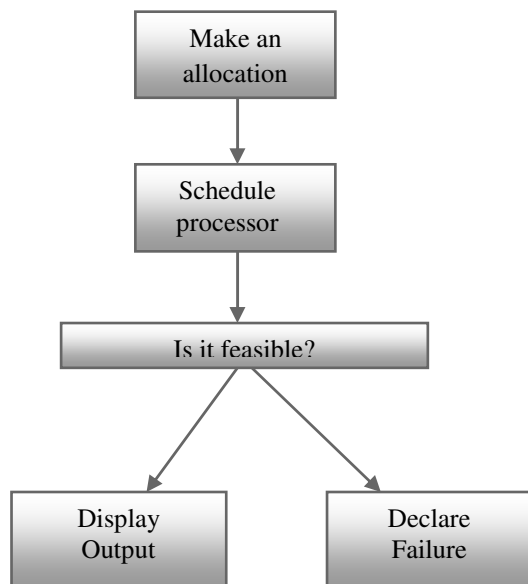 Make an
allocation
Schedule
processor
Is it feasible?
Display
Output
Declare
Failure